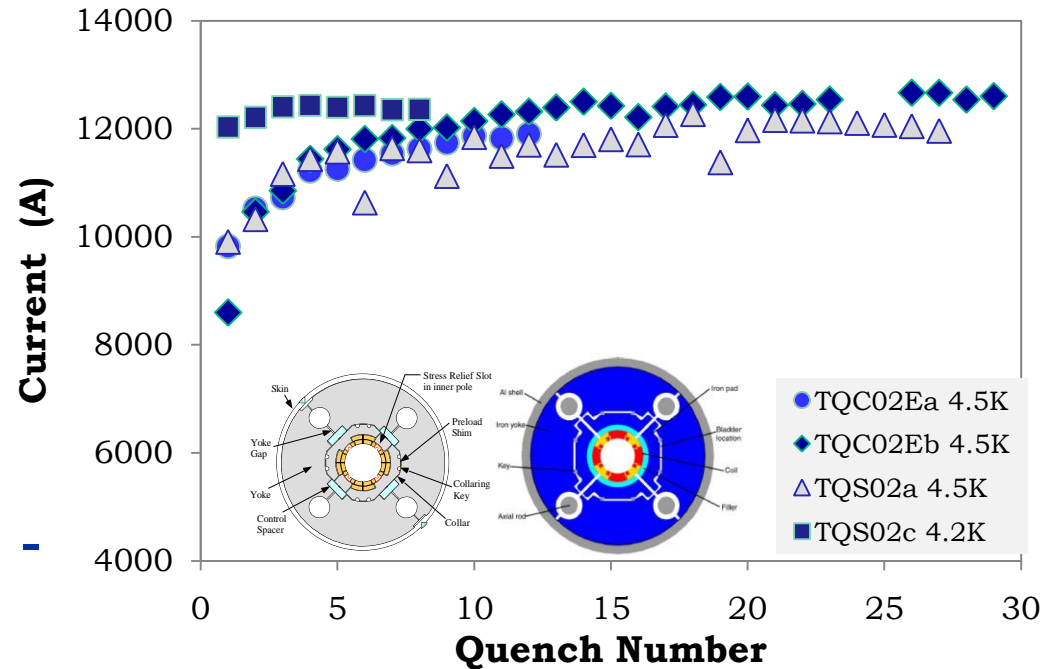 14000
12000
10000
8000
6000
4000
Current (A)
0 5 10 15 20 25 30
Quench Number
Skin
Stress Relief Slot
in inner pole
Yoke
Gap
Preload
Shim
Yoke
Collaring
Key
Control
Spacer
Collar
Al shell
Iron pad
Iron yoke
Bladder
location
Key
Coil
Axial rod
Filler
TQC02Ea 4.5K
TQC02Eb 4.5K
TQS02a 4.5K
TQS02c 4.2K